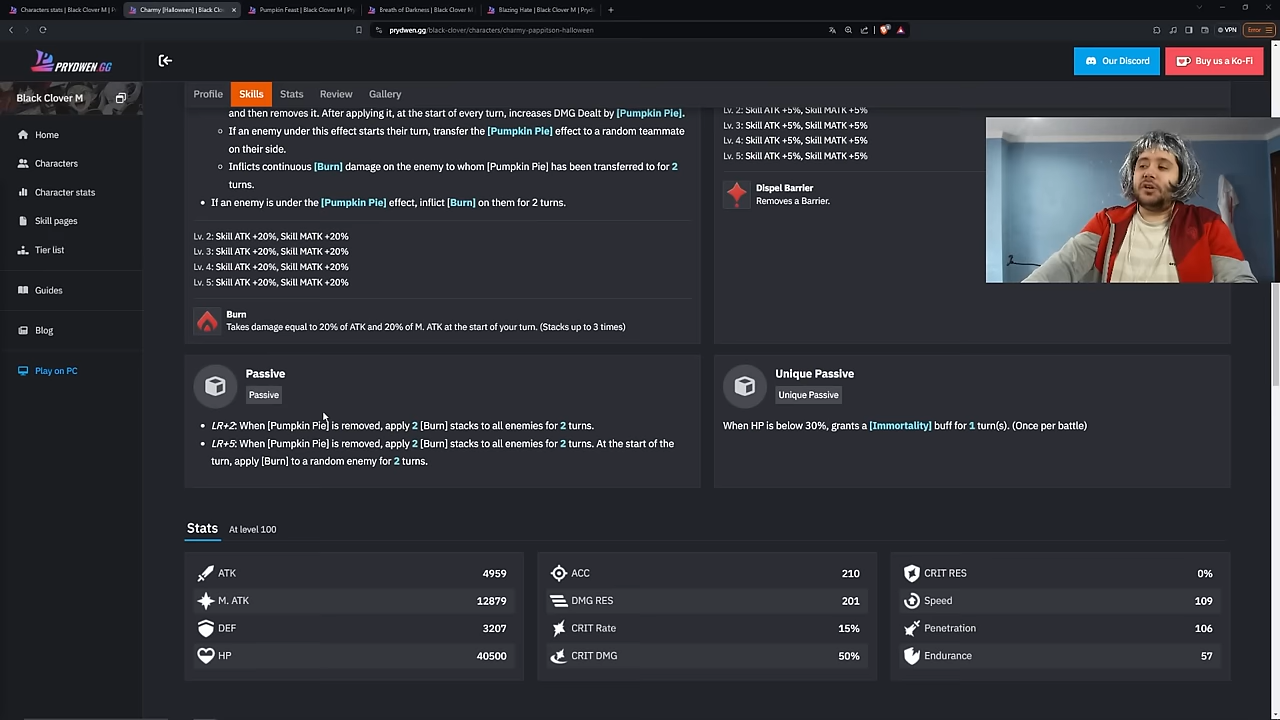 Characters stats | Black Clover M | P
Charmy [Halloween] | Black Clo
Pumpkin Feast | Black Clover M | Pry
Breath of Darkness | Black Clover M
Blazing Hate | Black Clover M | Pryd
prydwen.gg/black-clover/characters/charmy-pappitson-halloween
VPN
Error
PRYDWEN.GG
Our Discord
Buy us a Ko-Fi
Black Clover M
Home
Characters
Character stats
Skill pages
Tier list
Guides
Blog
Play on PC
Profile
Skills
Stats
Review
Gallery
and then removes it. After applying it, at the start of every turn, increases DMG Dealt by [Pumpkin Pie].
If an enemy under this effect starts their turn, transfer the [Pumpkin Pie] effect to a random teammate
on their side.
Inflicts continuous [Burn] damage on the enemy to whom [Pumpkin Pie] has been transferred to for 2
turns.
If an enemy is under the [Pumpkin Pie] effect, inflict [Burn] on them for 2 turns.
Lv. 2: Skill ATK +20%, Skill MATK +20%
Lv. 3: Skill ATK +20%, Skill MATK +20%
Lv. 4: Skill ATK +20%, Skill MATK +20%
Lv. 5: Skill ATK +20%, Skill MATK +20%
Burn
Takes damage equal to 20% of ATK and 20% of M. ATK at the start of your turn. (Stacks up to 3 times)
Lv. 2: Skill ATK +5%, Skill MATK +5%
Lv. 3: Skill ATK +5%, Skill MATK +5%
Lv. 4: Skill ATK +5%, Skill MATK +5%
Lv. 5: Skill ATK +5%, Skill MATK +5%
Dispel Barrier
Removes a Barrier.
Passive
Passive
LR+2: When [Pumpkin Pie] is removed, apply 2 [Burn] stacks to all enemies for 2 turns.
LR+5: When [Pumpkin Pie] is removed, apply 2 [Burn] stacks to all enemies for 2 turns. At the start of the
turn, apply [Burn] to a random enemy for 2 turns.
Unique Passive
Unique Passive
When HP is below 30%, grants a [Immortality] buff for 1 turn(s). (Once per battle)
Stats
At level 100
ATK 4959
M. ATK 12879
DEF 3207
HP 40500
ACC 210
DMG RES 201
CRIT Rate 15%
CRIT DMG 50%
CRIT RES 0%
Speed 109
Penetration 106
Endurance 57